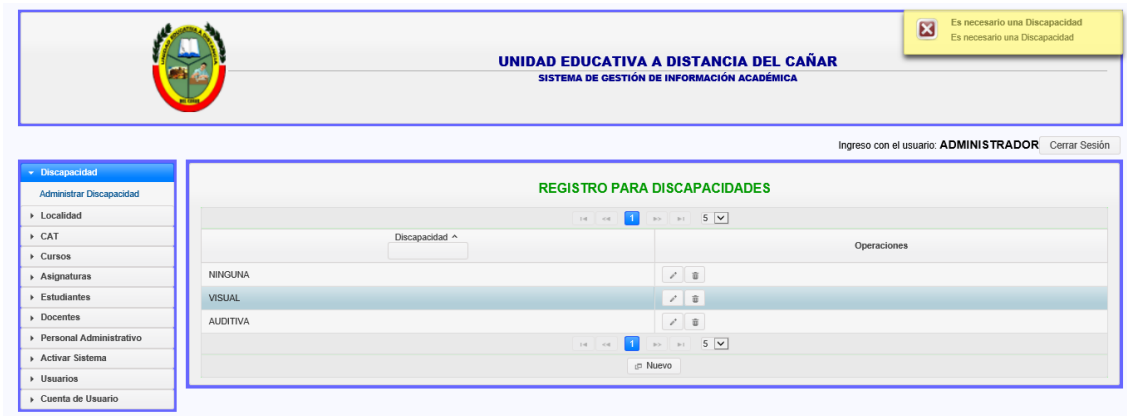 Es necesario una Discapacidad
Es necesario una Discapacidad
UNIDAD EDUCATIVA A DISTANCIA DEL CAÑAR
SISTEMA DE GESTIÓN DE INFORMACIÓN ACADÉMICA
Ingreso con el usuario: ADMINISTRADOR Cerrar Sesión
Discapacidad
Administrar Discapacidad
Localidad
CAT
Cursos
Asignaturas
Estudiantes
Docentes
Personal Administrativo
Activar Sistema
Usuarios
Cuenta de Usuario
REGISTRO PARA DISCAPACIDADES
1 5
Discapacidad Operaciones
NINGUNA
VISUAL
AUDITIVA
1 5
Nuevo